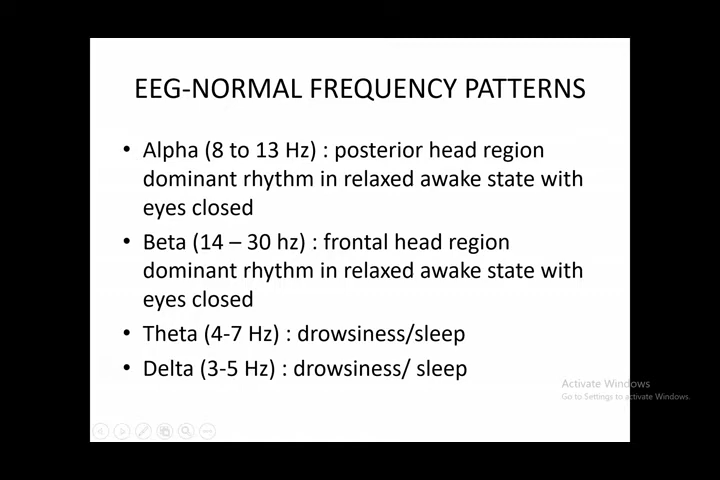 EEG-NORMAL FREQUENCY PATTERNS
• Alpha (8 to 13 Hz) : posterior head region
dominant rhythm in relaxed awake state with
eyes closed
• Beta (14 – 30 hz) : frontal head region
dominant rhythm in relaxed awake state with
eyes closed
• Theta (4-7 Hz) : drowsiness/sleep
• Delta (3-5 Hz) : drowsiness/ sleep
Activate Windows
Go to Settings to activate Windows.